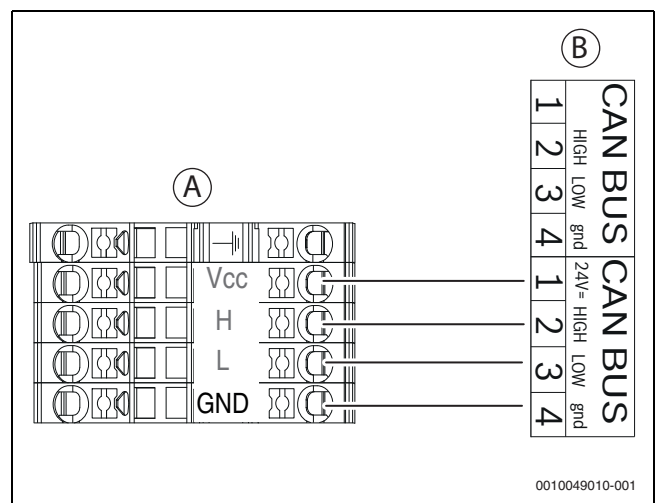 B
A
Vcc
H
L
GND
1 2 3 4
HIGH LOW gnd
CAN BUS
1 2 3 4
24V= HIGH LOW gnd
CAN BUS
0010049010-001